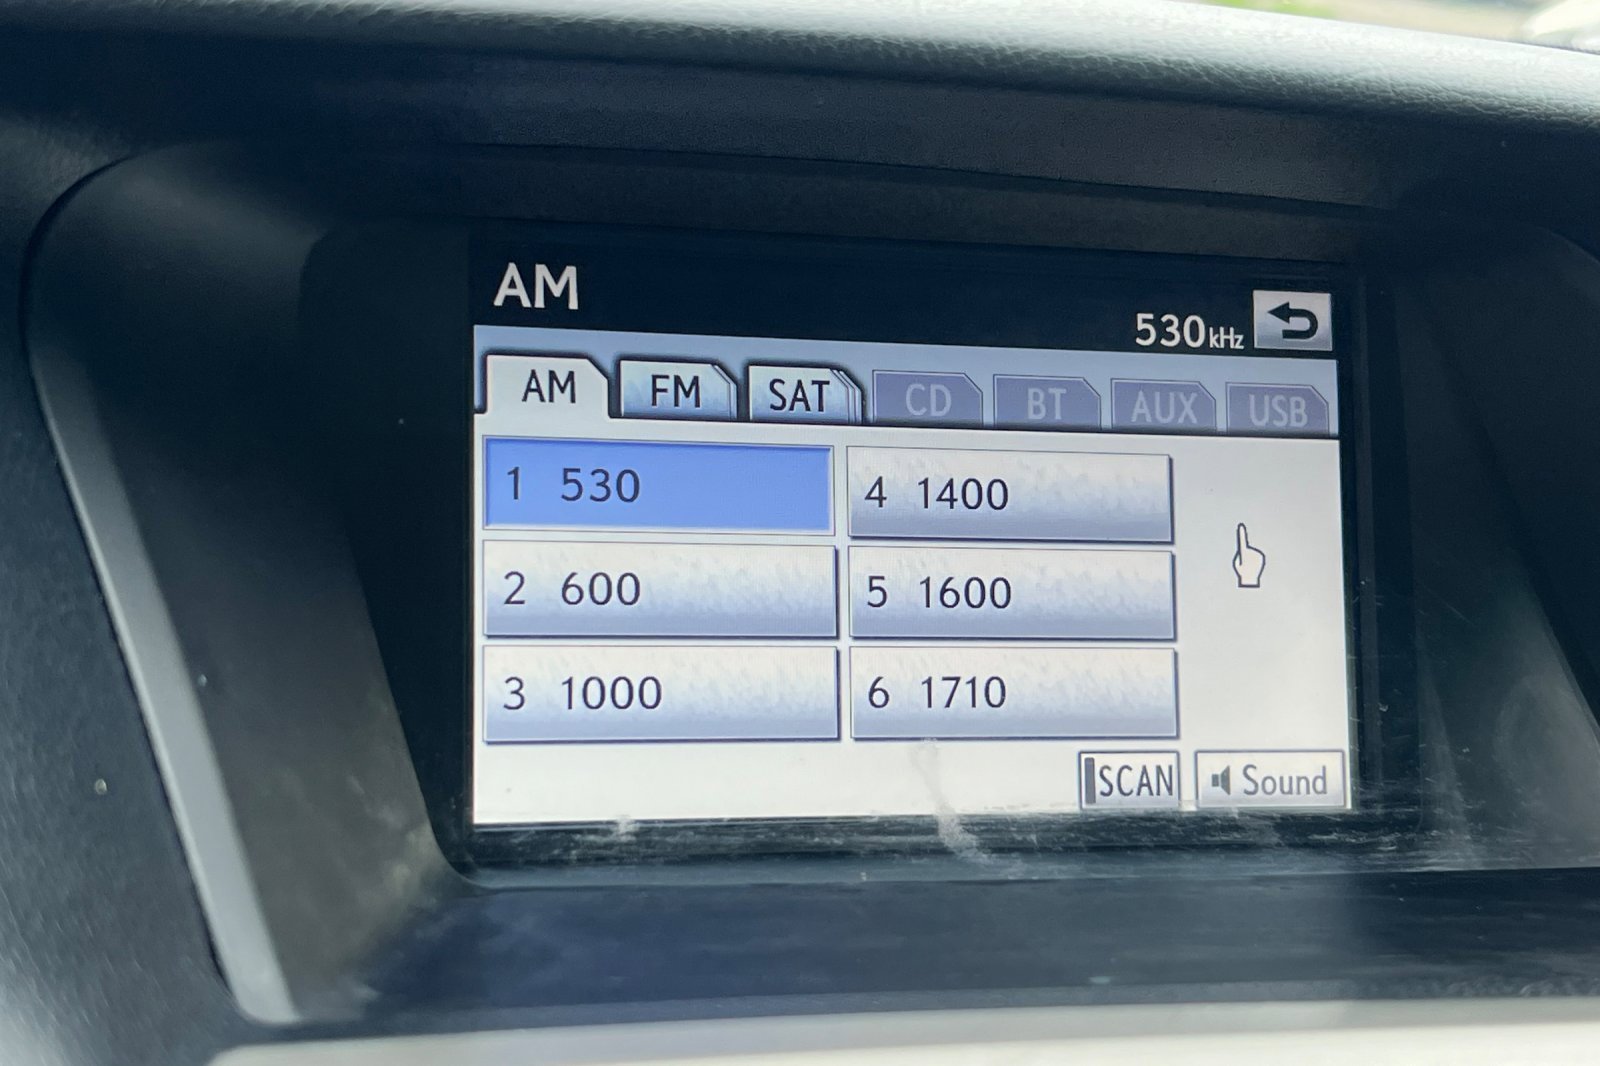 AM
530kHz
AM FM SAT CD BT AUX USB
1 530
4 1400
2 600
5 1600
3 1000
6 1710
SCAN Sound